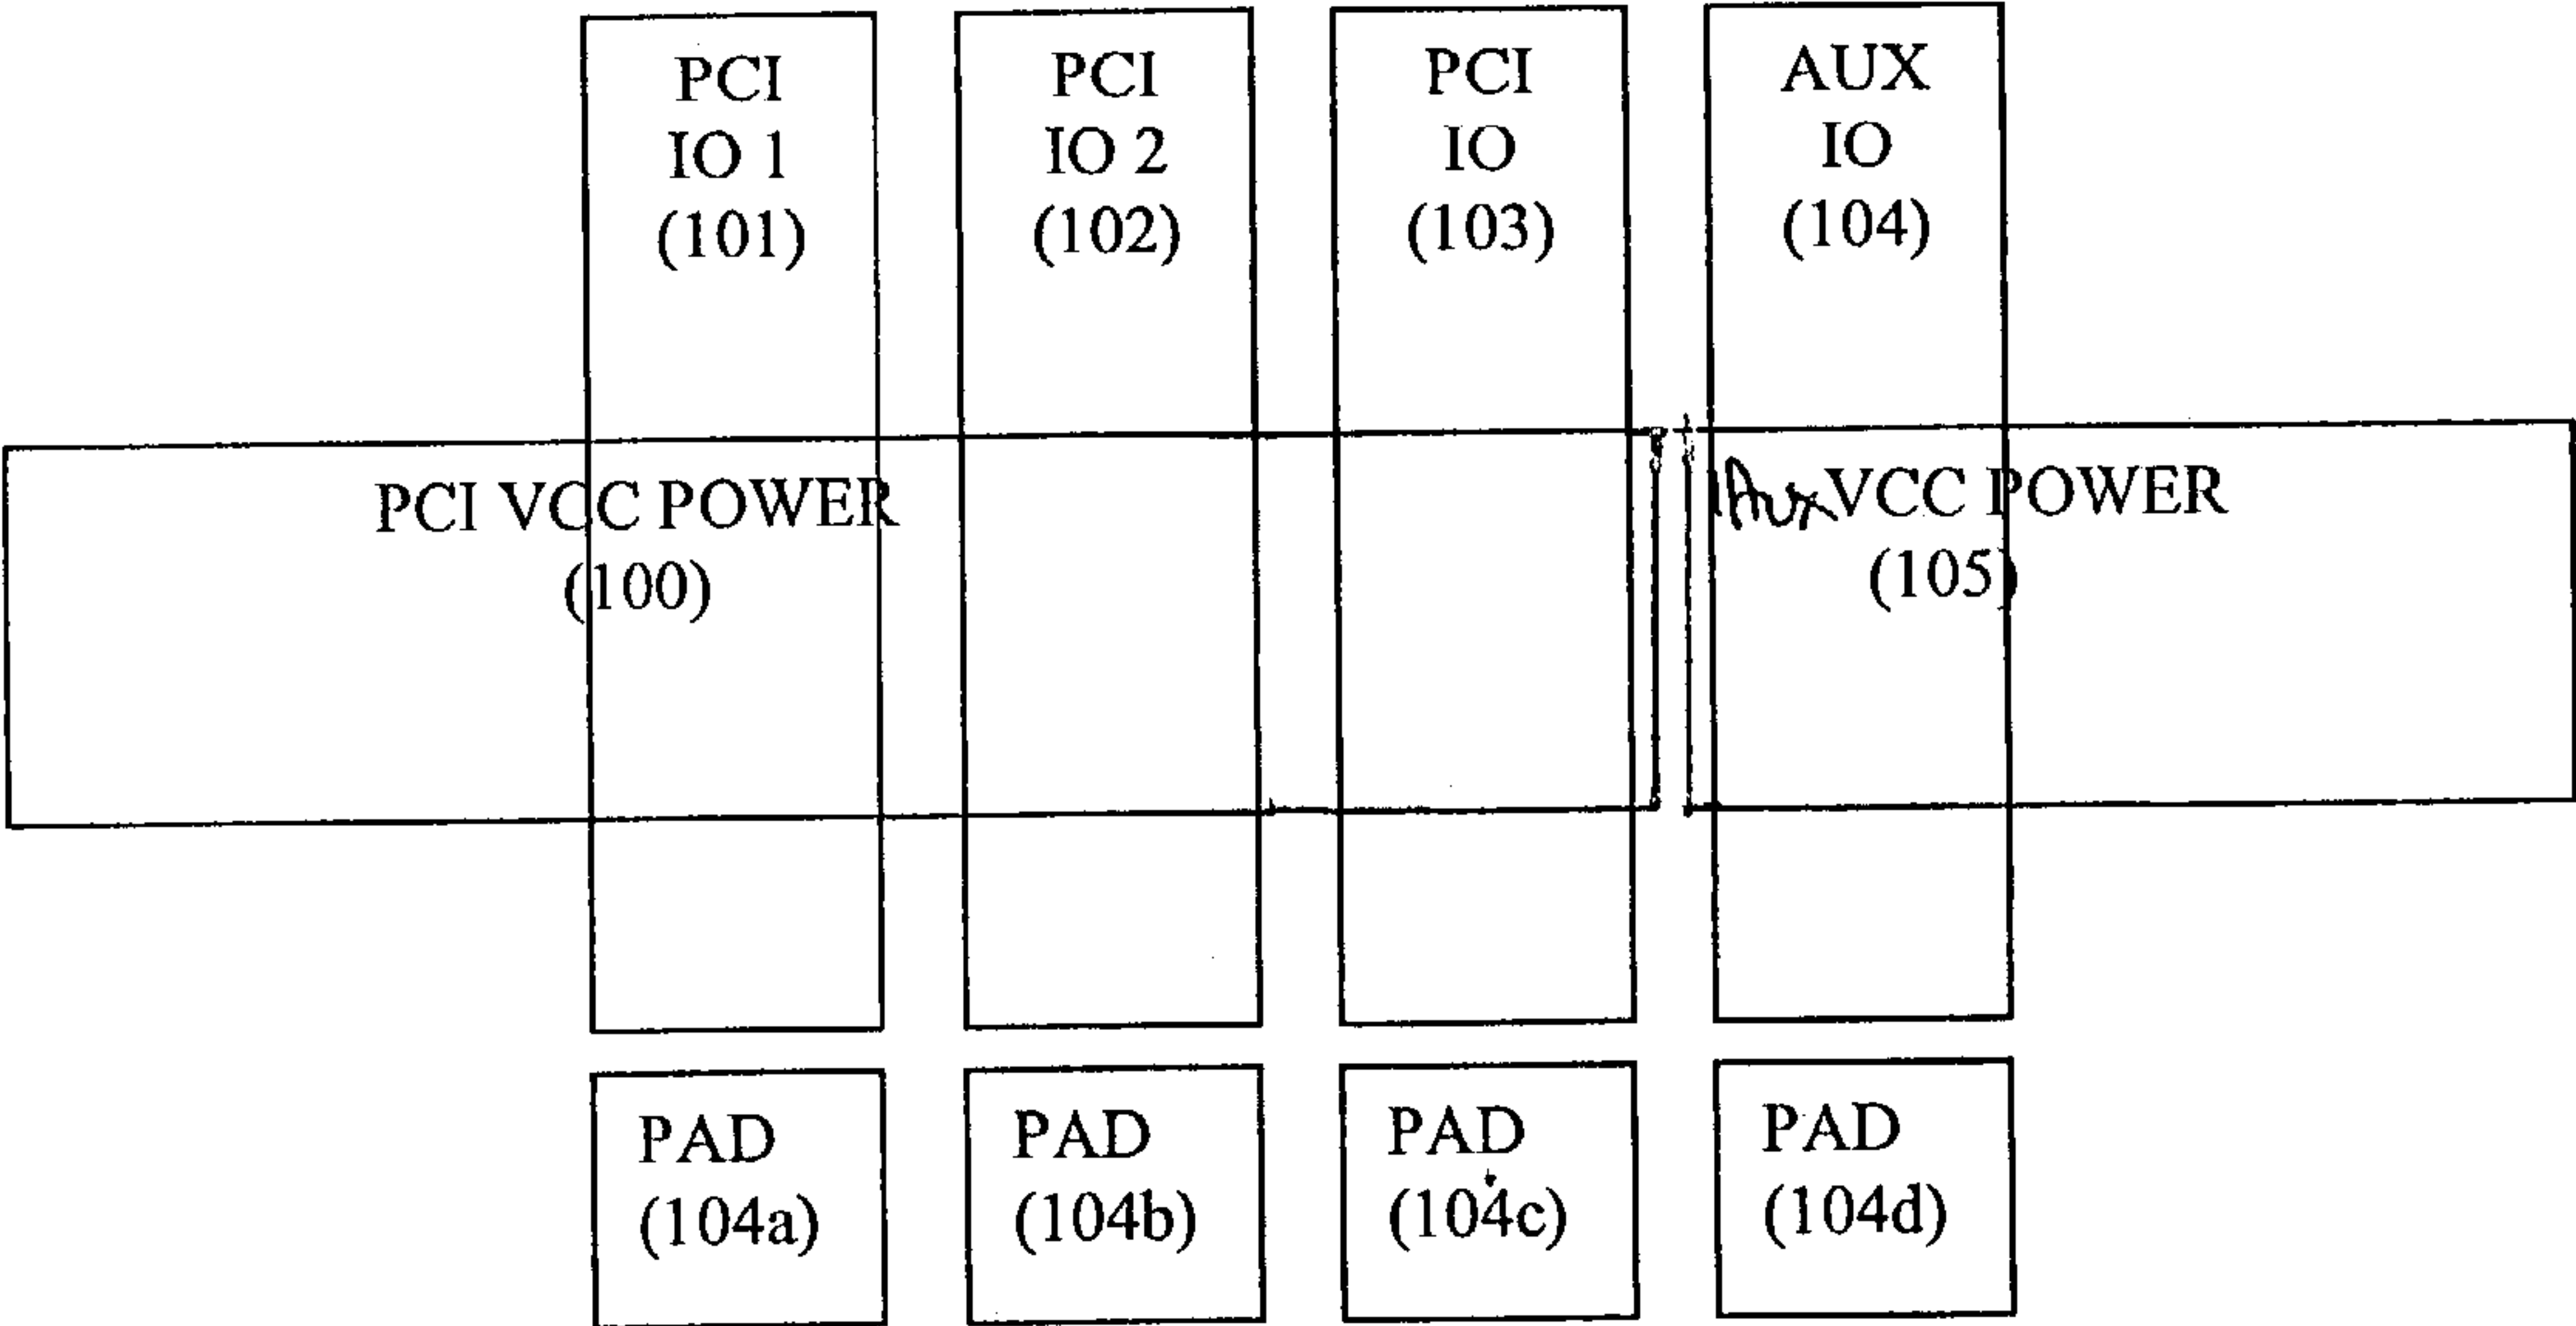 PCI
IO 1
(101)
PCI
IO 2
(102)
PCI
IO
(103)
AUX
IO
(104)
PCI VCC POWER
(100)
Aux VCC POWER
(105)
PAD
(104a)
PAD
(104b)
PAD
(104c)
PAD
(104d)